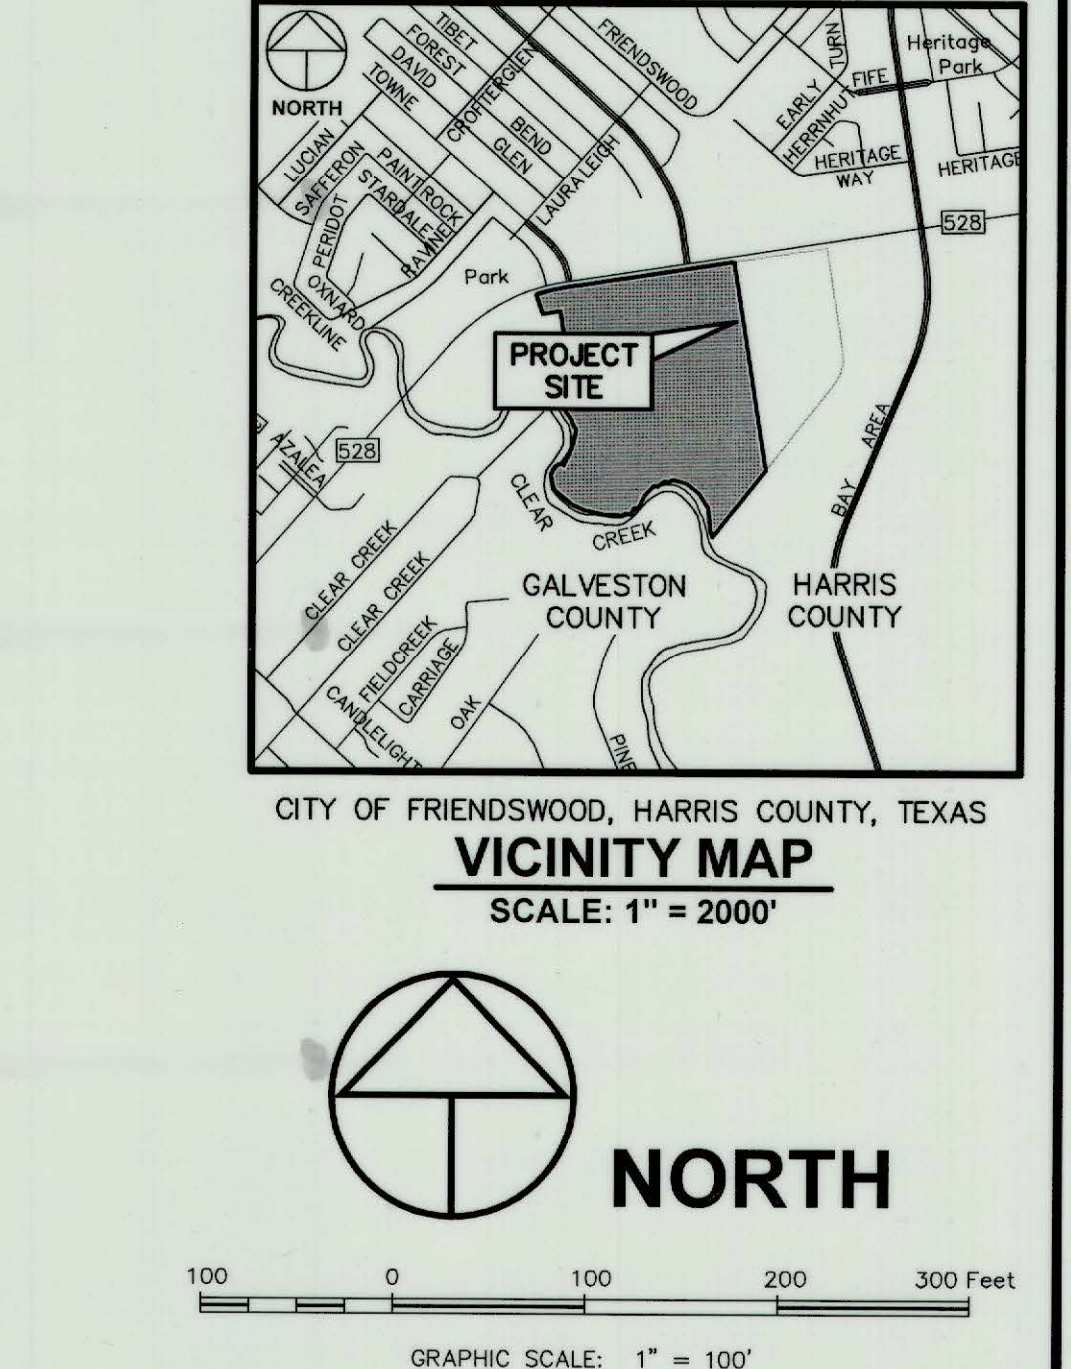 NORTH
TIBET
FOREST
DAVID
TOWNE
CROFTERGLEN
BEND
GLEN
LAURALEIGH
FRIENDSWOOD
TURN
EARLY
HERRNHUT
FIFE
Heritage
Park
HERITAGE
WAY
HERITAGE
528
LUCIAN
SAFFERON
PAINTROCK
STARDALE
RAVINE
PERIDOT
OXNARD
CREEKLINE
Park
PROJECT
SITE
AZALEA
528
CLEAR
CREEK
BAY AREA
CLEAR CREEK
CLEAR CREEK
GALVESTON
COUNTY
HARRIS
COUNTY
FIELDCREEK
CARRIAGE
CANDLELIGHT
OAK
PINE
CITY OF FRIENDSWOOD, HARRIS COUNTY, TEXAS
VICINITY MAP
SCALE: 1" = 2000'
NORTH
100 0 100 200 300 Feet
GRAPHIC SCALE: 1" = 100'